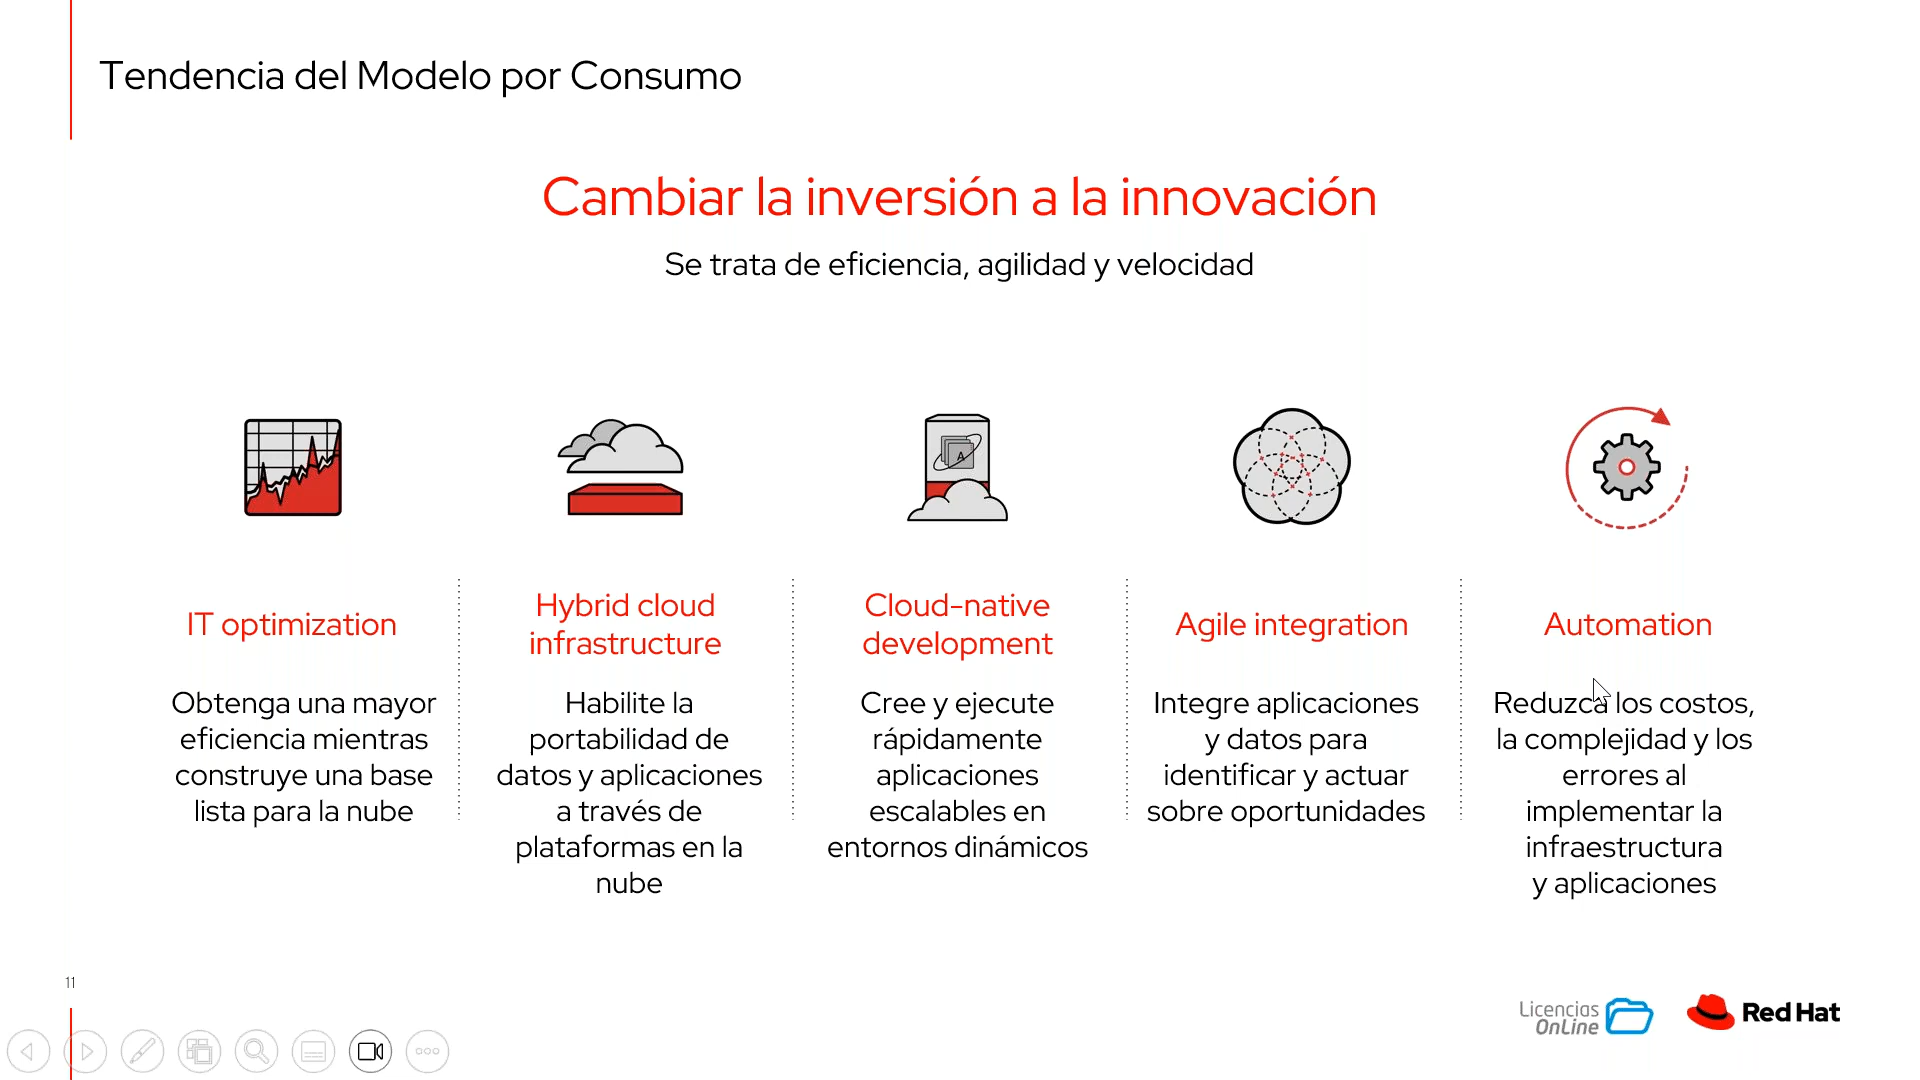 Tendencia del Modelo por Consumo
Cambiar la inversión a la innovación
Se trata de eficiencia, agilidad y velocidad
A
IT optimization
Obtenga una mayor
eficiencia mientras
construye una base
lista para la nube
Hybrid cloud
infrastructure
Habilite la
portabilidad de
datos y aplicaciones
a través de
plataformas en la
nube
Cloud-native
development
Cree y ejecute
rápidamente
aplicaciones
escalables en
entornos dinámicos
Agile integration
Integre aplicaciones
y datos para
identificar y actuar
sobre oportunidades
Automation
Reduzca los costos,
la complejidad y los
errores al
implementar la
infraestructura
y aplicaciones
11
Licencias
OnLine
Red Hat